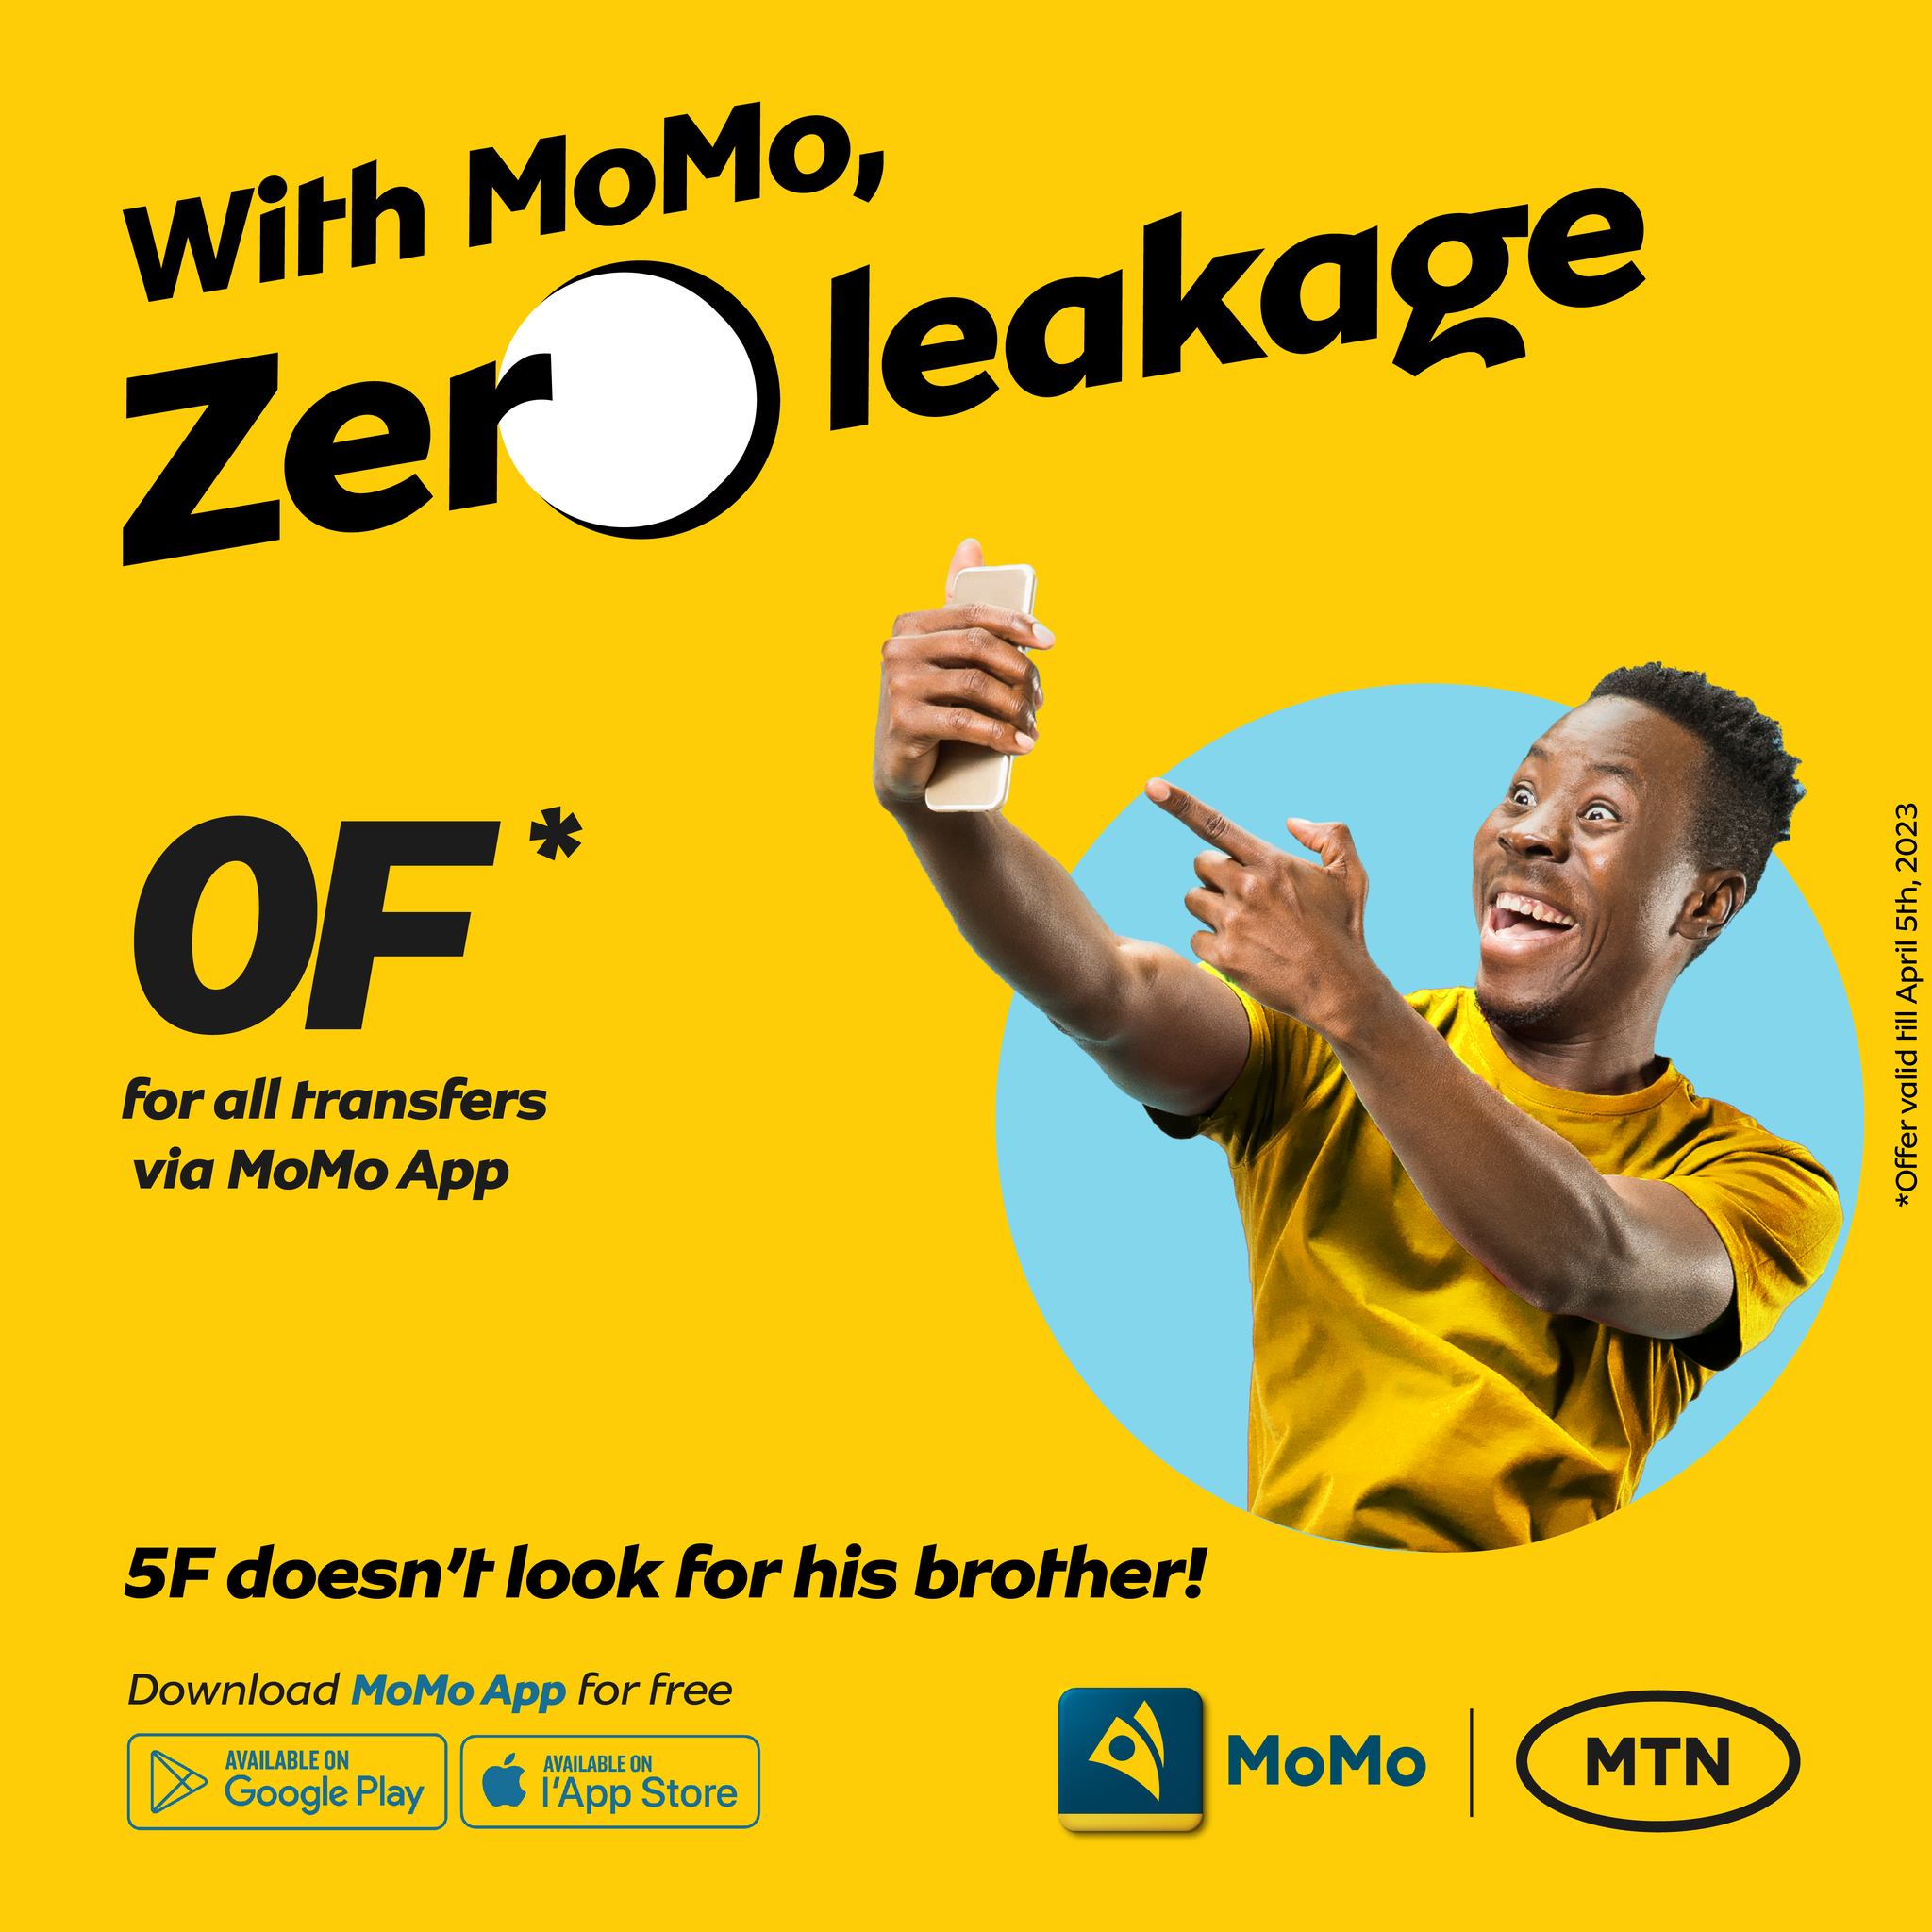 With MoMo,
Zero leakage
0F*
for all transfers
via MoMo App
*Offer valid till April 5th, 2023
5F doesn't look for his brother!
Download MoMo App for free
AVAILABLE ON
Google Play
AVAILABLE ON
l'App Store
MoMo
MTN